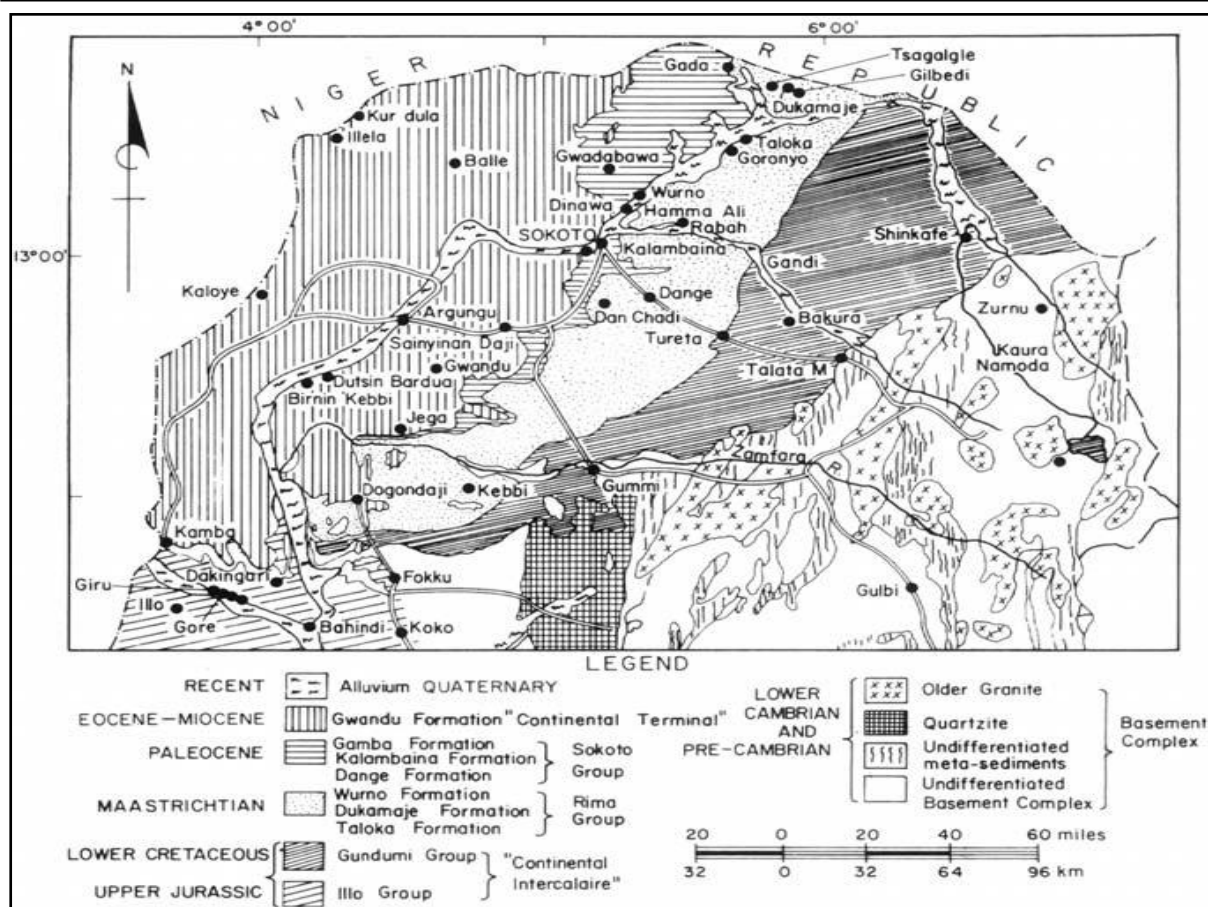 4°00' 6°00'
N
NIGER REPUBLIC
Tsagalgle
Gada
Gilbedi
Dukamaje
Kur dula
Illela
Taloka
Balle
Gwadabawa
Goronyo
Wurno
Dinawa
Hamma Ali
Rabah
SOKOTO
Shinkafe
Kalambaina
13°00'
Gandi
Kaloye
Dange
Zurnu
Argungu
Dan Chadi
Bakura
Sainyinan Daji
Tureta
Kaura
Namoda
Gwandu
Talata M
Dutsin Bardua
Birnin Kebbi
Jega
Zamfara R
Gummi
Dogondaji
Kebbi
Kamba
Dakingari
Fokku
Giru
Gulbi
Illo
Gore
Bahindi
Koko
LEGEND
RECENT Alluvium QUATERNARY
EOCENE-MIOCENE Gwandu Formation "Continental Terminal"
PALEOCENE Gamba Formation
Kalambaina Formation
Dange Formation
Sokoto
Group
MAASTRICHTIAN Wurno Formation
Dukamaje Formation
Taloka Formation
Rima
Group
LOWER CRETACEOUS Gundumi Group
UPPER JURASSIC Illo Group
"Continental
Intercalaire"
LOWER
CAMBRIAN
AND
PRE-CAMBRIAN
Older Granite
Quartzite
Undifferentiated
meta-sediments
Undifferentiated
Basement Complex
Basement
Complex
20 0 20 40 60 miles
32 0 32 64 96 km